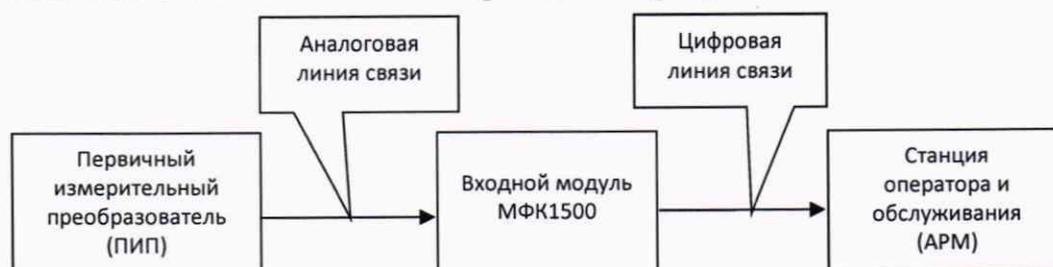 Аналоговая
линия связи
Цифровая
линия связи
Первичный
измерительный
преобразователь
(ПИП)
Входной модуль
МФК1500
Станция
оператора и
обслуживания
(АРМ)